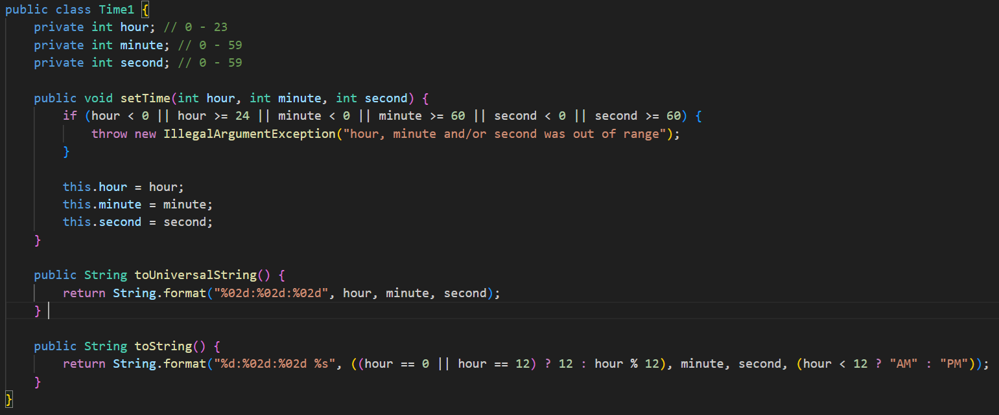 public class Time1 {
    private int hour; // 0 - 23
    private int minute; // 0 - 59
    private int second; // 0 - 59

    public void setTime(int hour, int minute, int second) {
        if (hour < 0 || hour >= 24 || minute < 0 || minute >= 60 || second < 0 || second >= 60) {
            throw new IllegalArgumentException("hour, minute and/or second was out of range");
        }

        this.hour = hour;
        this.minute = minute;
        this.second = second;
    }

    public String toUniversalString() {
        return String.format("%02d:%02d:%02d", hour, minute, second);
    }

    public String toString() {
        return String.format("%d:%02d:%02d %s", ((hour == 0 || hour == 12) ? 12 : hour % 12), minute, second, (hour < 12 ? "AM" : "PM"));
    }
}